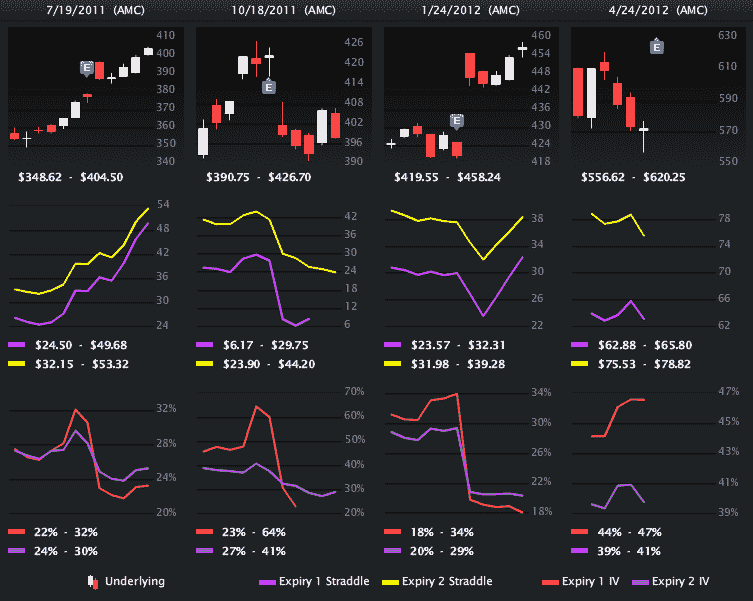 7/19/2011 (AMC) 10/18/2011 (AMC) 1/24/2012 (AMC) 4/24/2012 (AMC)
410 400 390 380 370 360 350 340
E
$348.62 - $404.50
426 420 414 408 402 396 390
E
$390.75 - $426.70
460 454 448 442 436 430 424 418
E
$419.55 - $458.24
630 610 590 570 550
E
$556.62 - $620.25
54 48 42 36 30 24
$24.50 - $49.68
$32.15 - $53.32
42 36 30 24 18 12 6
$6.17 - $29.75
$23.90 - $44.20
38 34 30 26 22
$23.57 - $32.31
$31.98 - $39.28
78 74 70 66 62
$62.88 - $65.80
$75.53 - $78.82
32% 28% 24% 20%
22% - 32%
24% - 30%
70% 60% 50% 40% 30% 20%
23% - 64%
27% - 41%
34% 30% 26% 22% 18%
18% - 34%
20% - 29%
47% 45% 43% 41% 39%
44% - 47%
39% - 41%
Underlying Expiry 1 Straddle Expiry 2 Straddle Expiry 1 IV Expiry 2 IV